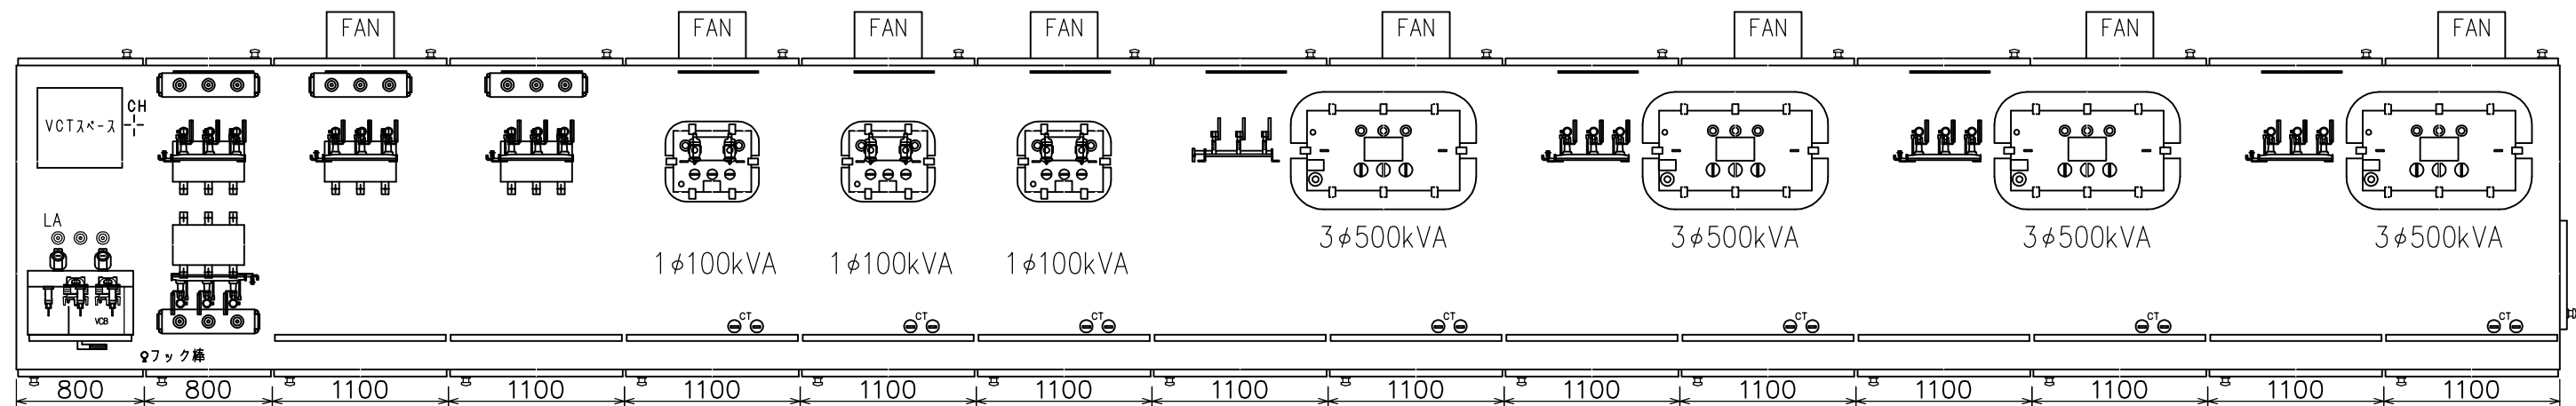 FAN FAN FAN FAN FAN FAN FAN FAN
CH
VCTスペース
LA
3φ500kVA 3φ500kVA 3φ500kVA 3φ500kVA
1φ100kVA 1φ100kVA 1φ100kVA
VCB
CT CT CT CT CT CT CT
フック棒
800 800 1100 1100 1100 1100 1100 1100 1100 1100 1100 1100 1100 1100 1100